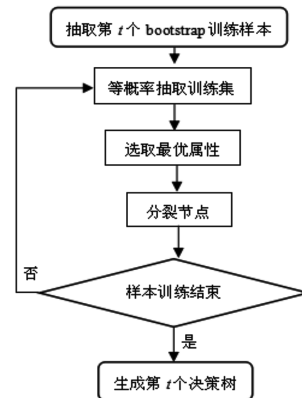 抽取第 t 个 bootstrap 训练样本
等概率抽取训练集
选取最优属性
分裂节点
样本训练结束
否
是
生成第 t 个决策树